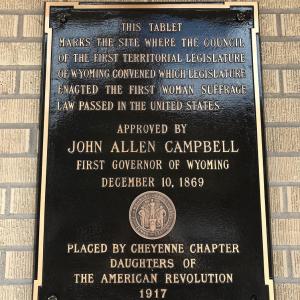 THIS TABLET
MARKS THE SITE WHERE THE COUNCIL
OF THE FIRST TERRITORIAL LEGISLATURE
OF WYOMING CONVENED WHICH LEGISLATURE
ENACTED THE FIRST WOMAN SUFFRAGE
LAW PASSED IN THE UNITED STATES.
APPROVED BY
JOHN ALLEN CAMPBELL
FIRST GOVERNOR OF WYOMING
DECEMBER 10, 1869
PLACED BY CHEYENNE CHAPTER
DAUGHTERS OF
THE AMERICAN REVOLUTION
1917